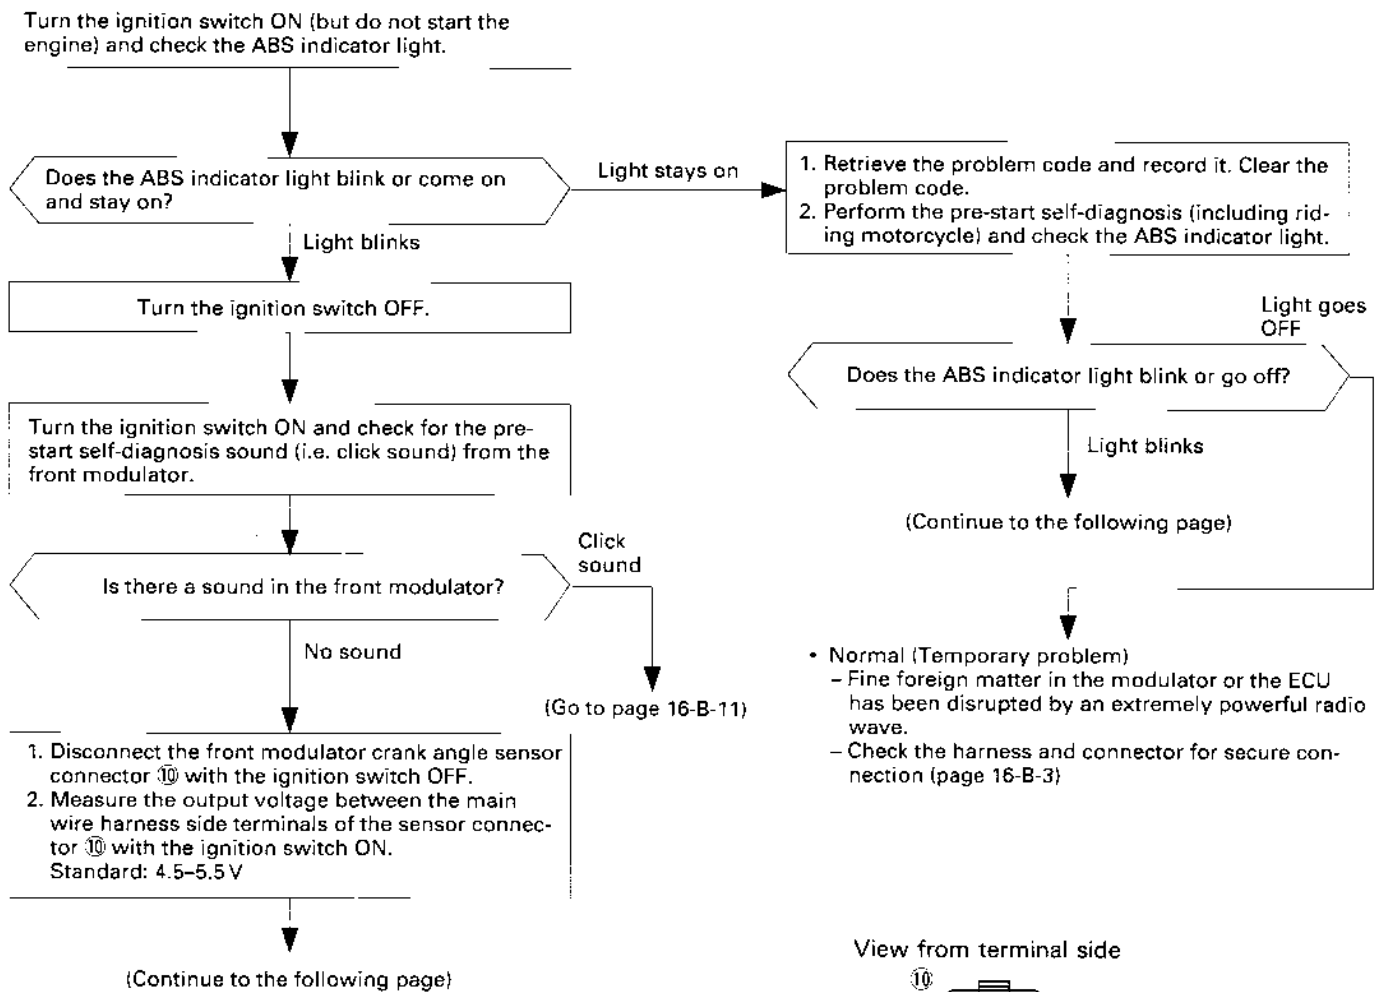 Turn the ignition switch ON (but do not start the
engine) and check the ABS indicator light.
Does the ABS indicator light blink or come on
and stay on?
Light stays on
1. Retrieve the problem code and record it. Clear the
problem code.
2. Perform the pre-start self-diagnosis (including rid-
ing motorcycle) and check the ABS indicator light.
Light blinks
Turn the ignition switch OFF.
Light goes
OFF
Does the ABS indicator light blink or go off?
Turn the ignition switch ON and check for the pre-
start self-diagnosis sound (i.e. click sound) from the
front modulator.
Light blinks
(Continue to the following page)
Click
sound
Is there a sound in the front modulator?
No sound
(Go to page 16-B-11)
• Normal (Temporary problem)
– Fine foreign matter in the modulator or the ECU
has been disrupted by an extremely powerful radio
wave.
– Check the harness and connector for secure con-
nection (page 16-B-3)
1. Disconnect the front modulator crank angle sensor
connector ⑩ with the ignition switch OFF.
2. Measure the output voltage between the main
wire harness side terminals of the sensor connec-
tor ⑩ with the ignition switch ON.
Standard: 4.5–5.5 V
(Continue to the following page)
View from terminal side
⑩